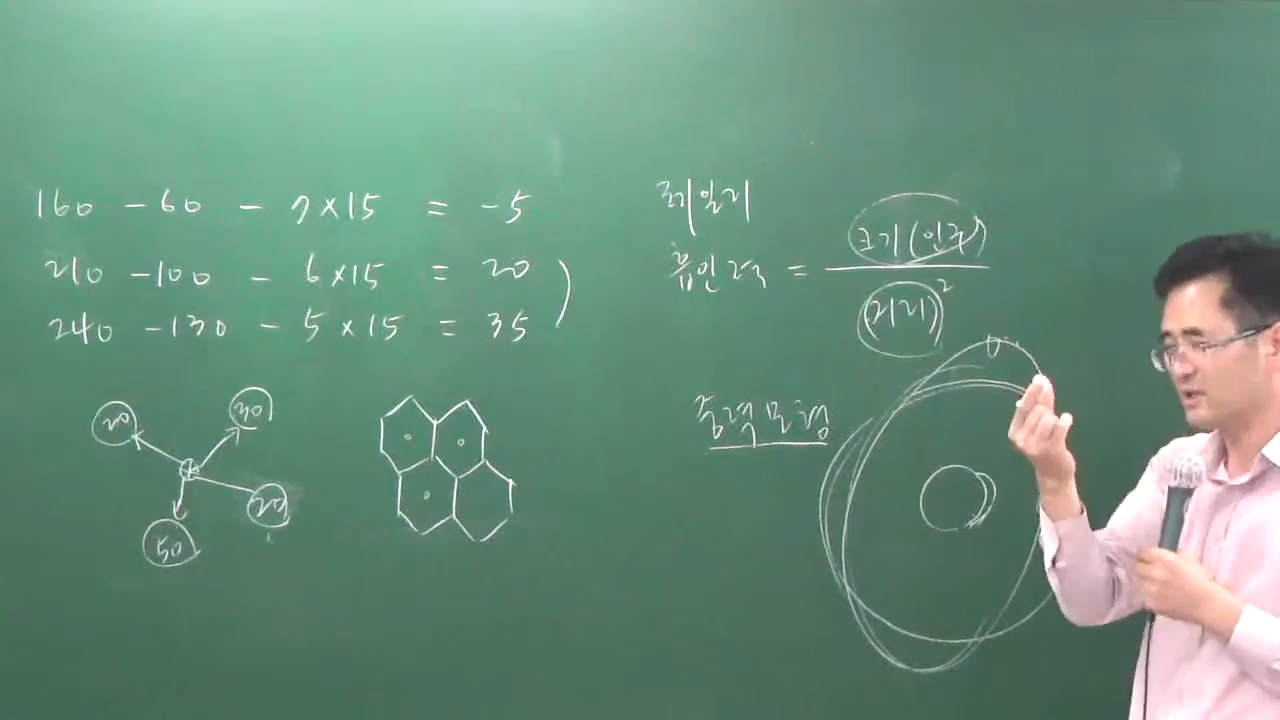 160 - 60 - 7×15 = -5
210 - 100 - 6×15 = 20
240 - 130 - 5×15 = 35
20
50
20
레일리
흡인력 = 크기(인구)
(거리)²
중력모형